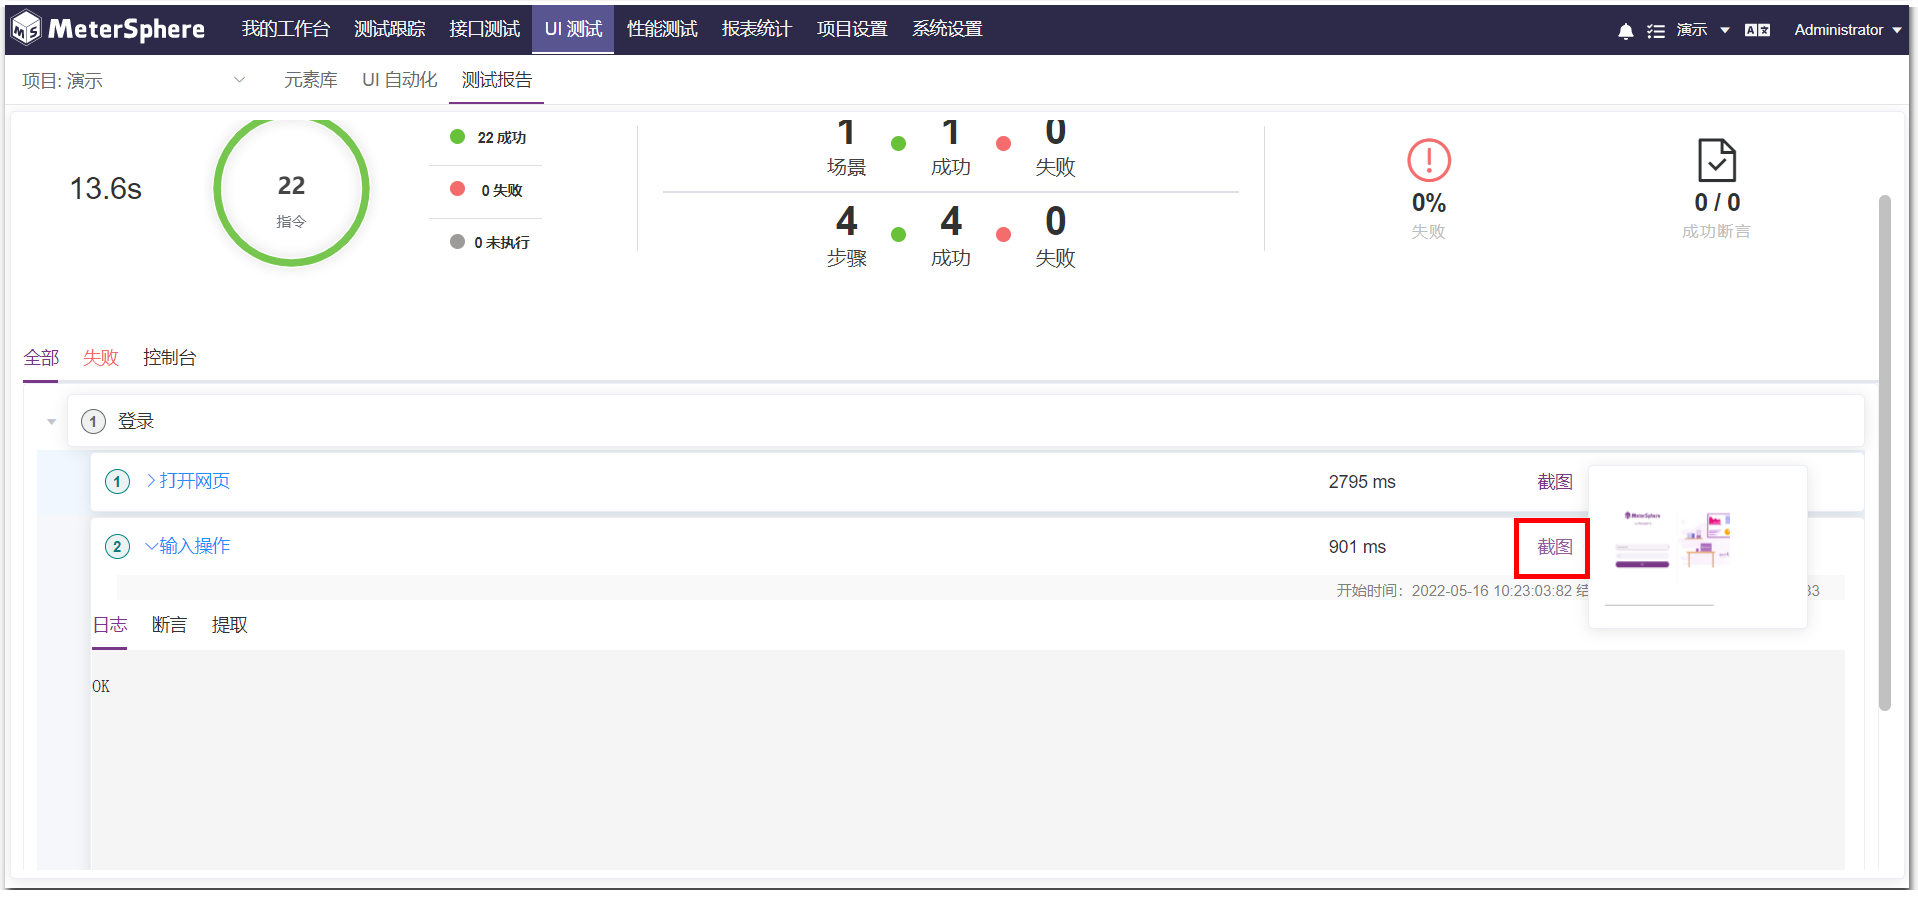 MeterSphere 我的工作台 测试跟踪 接口测试 UI 测试 性能测试 报表统计 项目设置 系统设置 演示 Administrator
项目: 演示 元素库 UI 自动化 测试报告
13.6s
22
指令
22 成功
0 失败
0 未执行
1 1 0
场景 成功 失败
4 4 0
步骤 成功 失败
0%
失败
0 / 0
成功断言
全部 失败 控制台
1 登录
1 打开网页 2795 ms 截图
2 输入操作 901 ms 截图
MeterSphere
开始时间: 2022-05-16 10:23:03:82 结
日志 断言 提取
OK